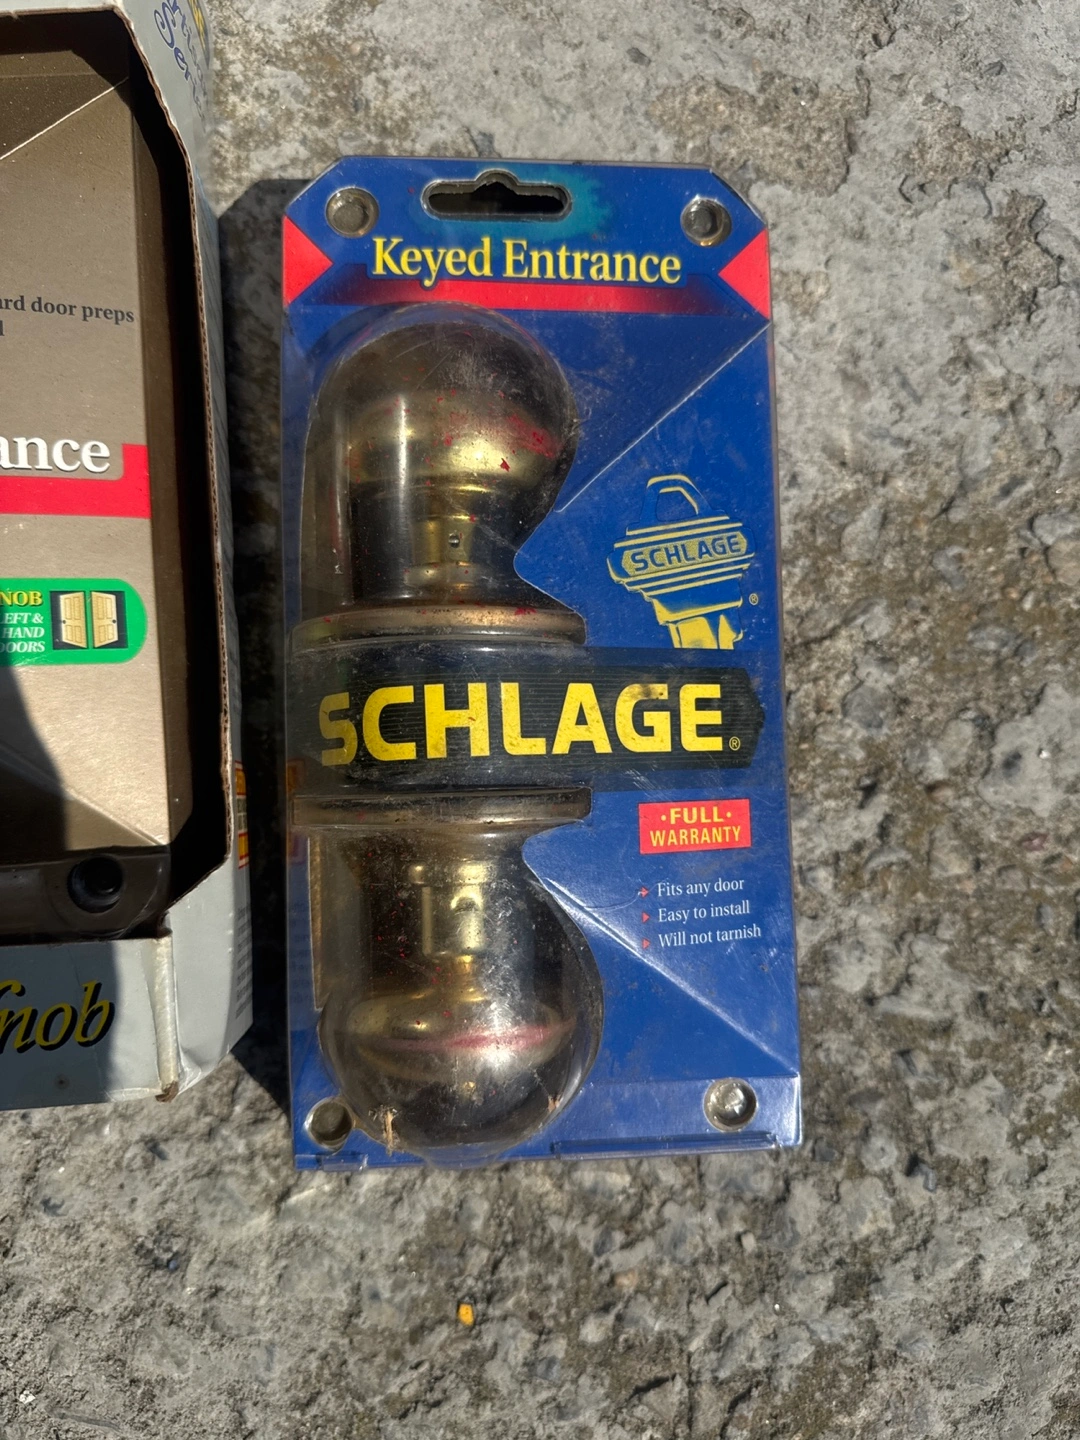 Keyed Entrance
SCHLAGE
®
SCHLAGE®
·FULL·
WARRANTY
Fits any door
Easy to install
Will not tarnish
ard door preps
ance
NOB
EFT &
HAND
DOORS
nob